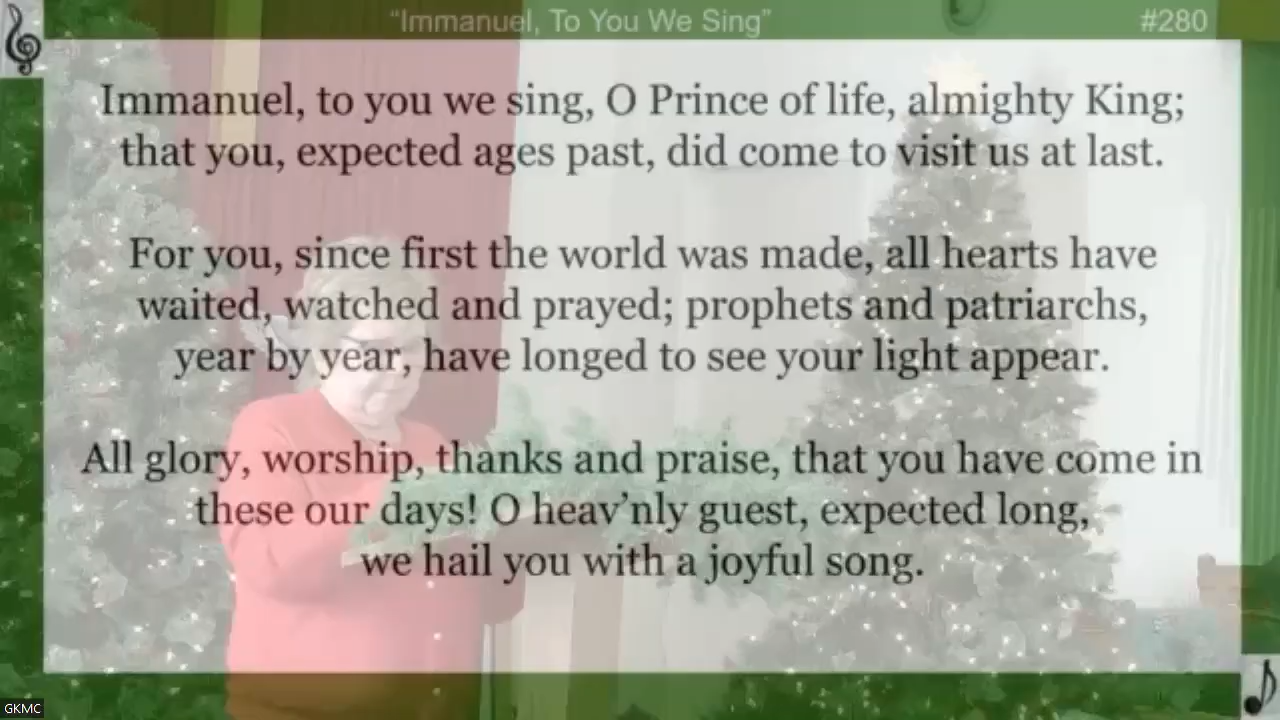 “Immanuel, To You We Sing”
#280
Immanuel, to you we sing, O Prince of life, almighty King;
that you, expected ages past, did come to visit us at last.
For you, since first the world was made, all hearts have
waited, watched and prayed; prophets and patriarchs,
year by year, have longed to see your light appear.
All glory, worship, thanks and praise, that you have come in
these our days! O heav’nly guest, expected long,
we hail you with a joyful song.
GKMC